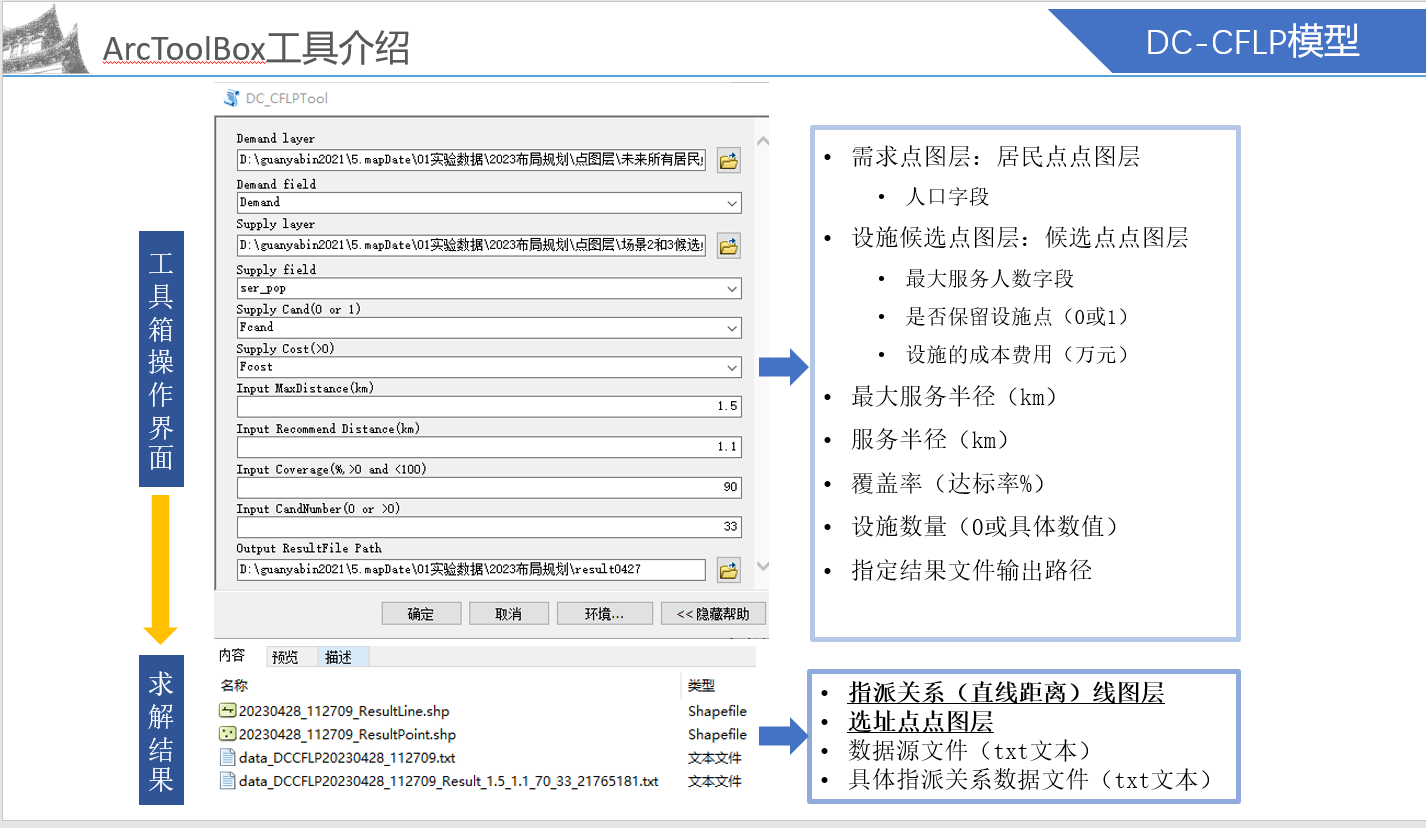 ArcToolBox工具介绍
DC-CFLP模型
工具箱操作界面
DC_CFLPTool
Demand layer
D:\guanyabin2021\5.mapDate\01实验数据\2023布局规划\点图层\未来所有居民
Demand field
Demand
Supply layer
D:\guanyabin2021\5.mapDate\01实验数据\2023布局规划\点图层\场景2和3候选
Supply field
ser_pop
Supply Cand(0 or 1)
Fcand
Supply Cost(>0)
Fcost
Input MaxDistance(km)
1.5
Input Recommend Distance(km)
1.1
Input Coverage(%,>0 and <100)
90
Input CandNumber(0 or >0)
33
Output ResultFile Path
D:\guanyabin2021\5.mapDate\01实验数据\2023布局规划\result0427
确定 取消 环境... << 隐藏帮助
• 需求点图层：居民点点图层
• 人口字段
• 设施候选点图层：候选点点图层
• 最大服务人数字段
• 是否保留设施点（0或1）
• 设施的成本费用（万元）
• 最大服务半径（km）
• 服务半径（km）
• 覆盖率（达标率%）
• 设施数量（0或具体数值）
• 指定结果文件输出路径
求解结果
内容 预览 描述
名称 类型
20230428_112709_ResultLine.shp Shapefile
20230428_112709_ResultPoint.shp Shapefile
data_DCCFLP20230428_112709.txt 文本文件
data_DCCFLP20230428_112709_Result_1.5_1.1_70_33_21765181.txt 文本文件
• 指派关系（直线距离）线图层
• 选址点点图层
• 数据源文件（txt文本）
• 具体指派关系数据文件（txt文本）